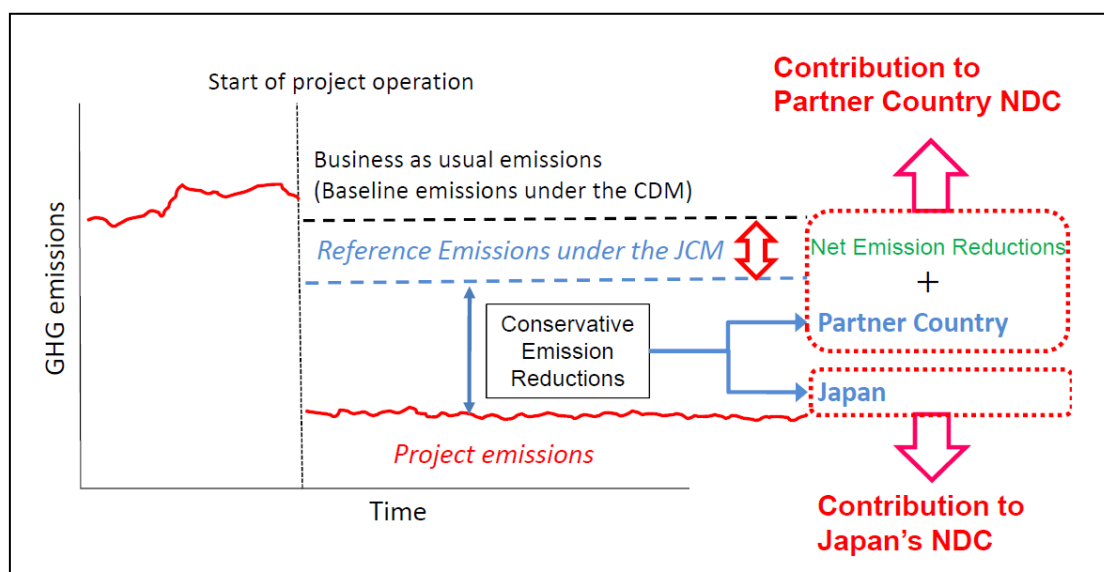 Contribution to
Partner Country NDC
Start of project operation
Business as usual emissions
(Baseline emissions under the CDM)
Reference Emissions under the JCM
Net Emission Reductions
+
Partner Country
Conservative
Emission
Reductions
Japan
Project emissions
GHG emissions
Time
Contribution to
Japan's NDC